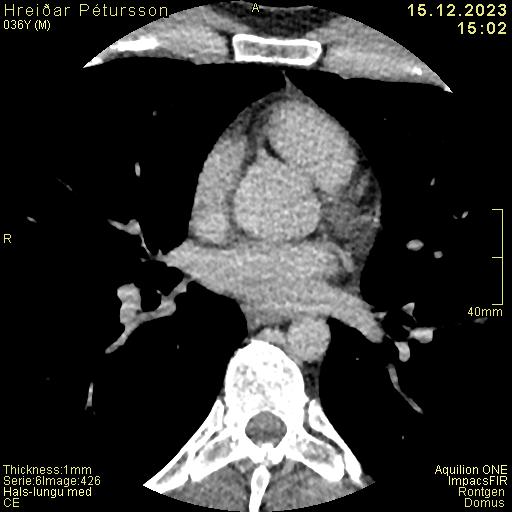 Hreiðar Pétursson
036Y (M)
A
15.12.2023
15:02
R
40mm
Thickness:1mm
Serie:6Image:426
Hals-lungu med
CE
Aquilion ONE
ImpacsFIR
Rontgen
Domus